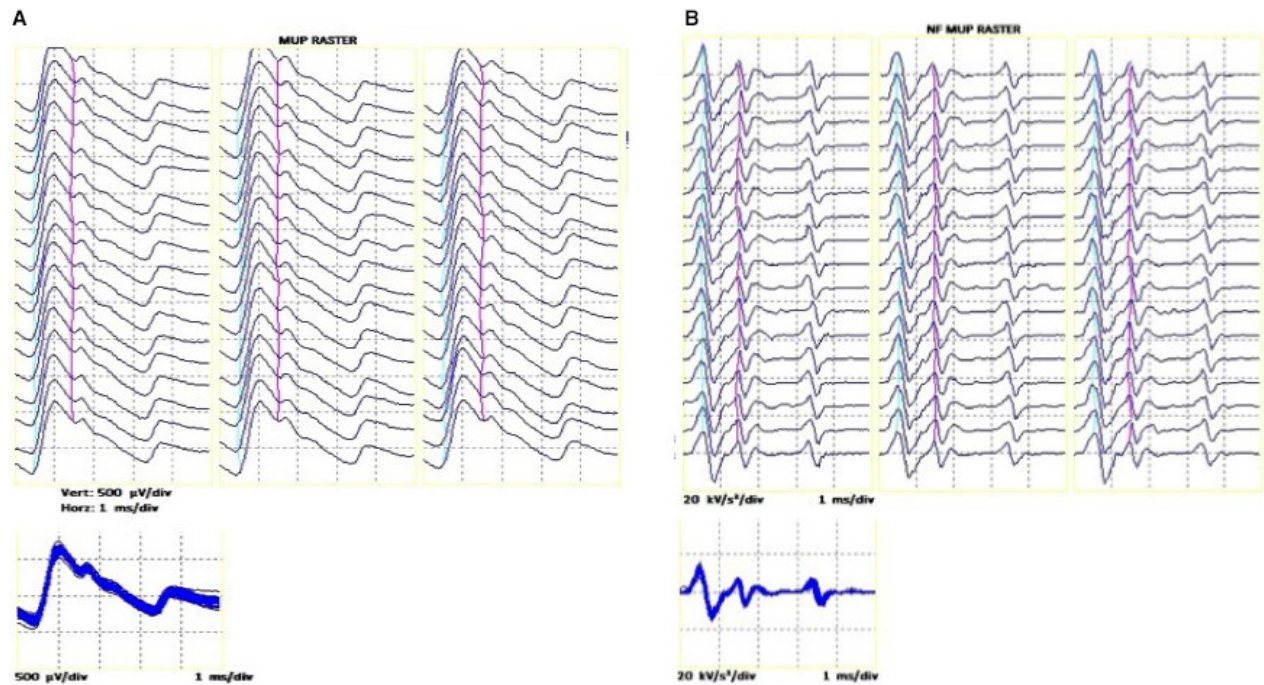 A
MUP RASTER
Vert: 500 µV/div
Horz: 1 ms/div
500 µV/div 1 ms/div
B
NF MUP RASTER
20 kV/s²/div 1 ms/div
20 kV/s²/div 1 ms/div